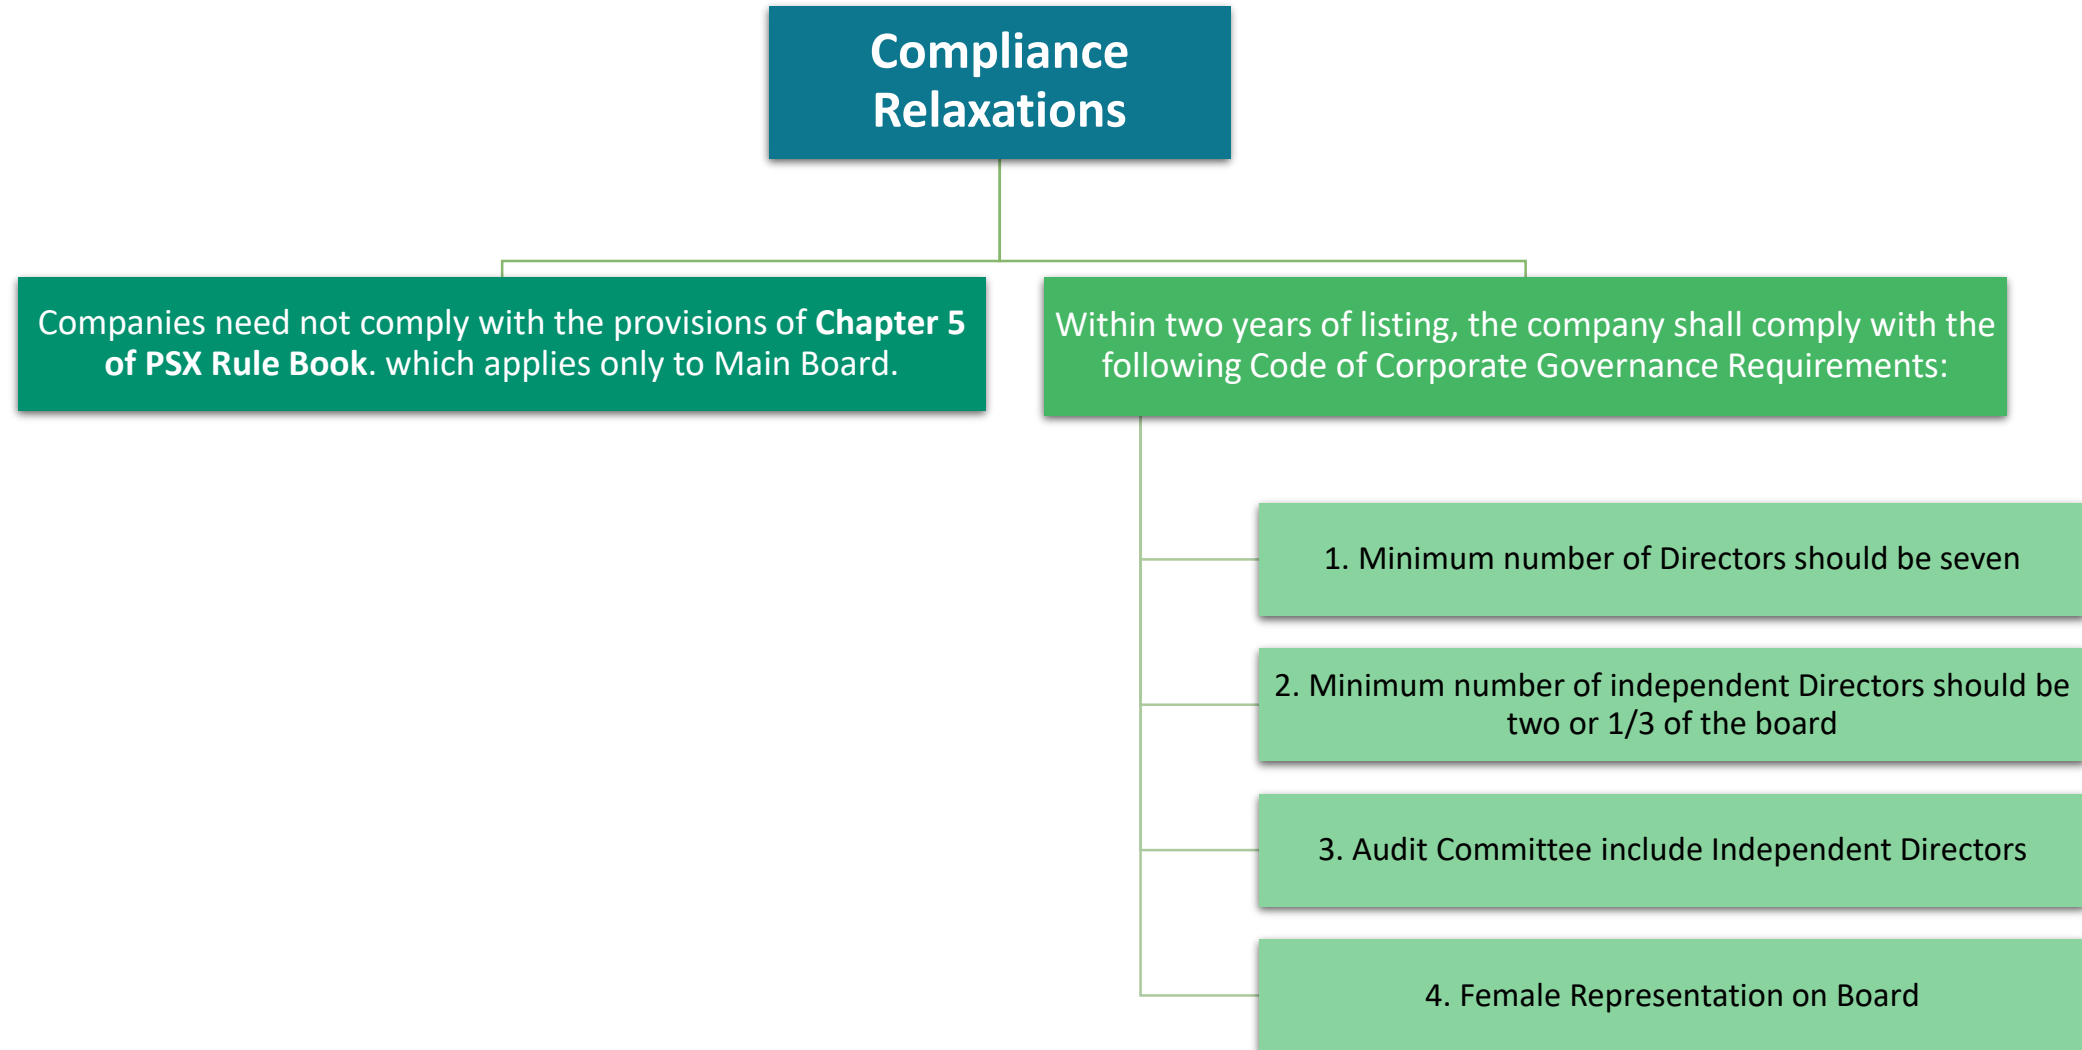 Compliance
Relaxations
Companies need not comply with the provisions of Chapter 5
of PSX Rule Book. which applies only to Main Board.
Within two years of listing, the company shall comply with the
following Code of Corporate Governance Requirements:
1. Minimum number of Directors should be seven
2. Minimum number of independent Directors should be
two or 1/3 of the board
3. Audit Committee include Independent Directors
4. Female Representation on Board